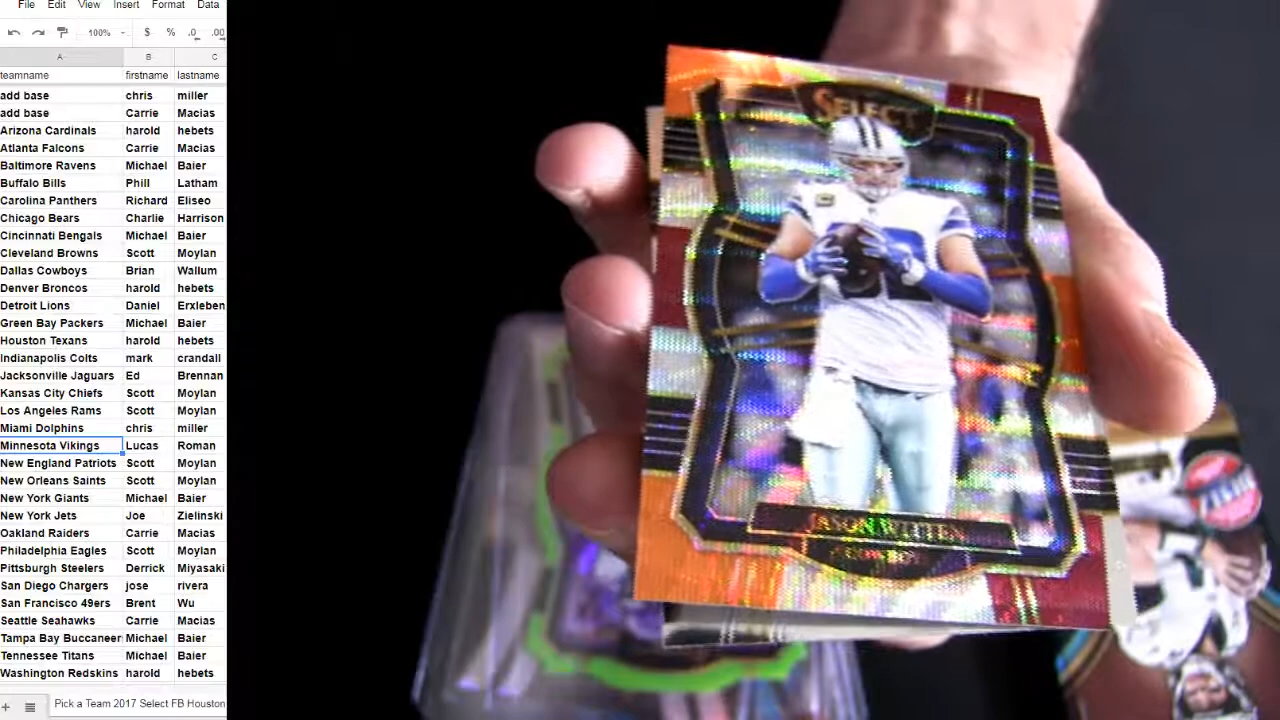 File Edit View Insert Format Data
100% $ % .0 .00
A B C
teamname firstname lastname
add base chris miller
add base Carrie Macias
Arizona Cardinals harold hebets
Atlanta Falcons Carrie Macias
Baltimore Ravens Michael Baier
Buffalo Bills Phill Latham
Carolina Panthers Richard Eliseo
Chicago Bears Charlie Harrison
Cincinnati Bengals Michael Baier
Cleveland Browns Scott Moylan
Dallas Cowboys Brian Wallum
Denver Broncos harold hebets
Detroit Lions Daniel Erxleben
Green Bay Packers Michael Baier
Houston Texans harold hebets
Indianapolis Colts mark crandall
Jacksonville Jaguars Ed Brennan
Kansas City Chiefs Scott Moylan
Los Angeles Rams Scott Moylan
Miami Dolphins chris miller
Minnesota Vikings Lucas Roman
New England Patriots Scott Moylan
New Orleans Saints Scott Moylan
New York Giants Michael Baier
New York Jets Joe Zielinski
Oakland Raiders Carrie Macias
Philadelphia Eagles Scott Moylan
Pittsburgh Steelers Derrick Miyasaki
San Diego Chargers jose rivera
San Francisco 49ers Brent Wu
Seattle Seahawks Carrie Macias
Tampa Bay Buccaneer Michael Baier
Tennessee Titans Michael Baier
Washington Redskins harold hebets
Pick a Team 2017 Select FB Houston
SELECT
82
JASON WITTEN
COWBOYS